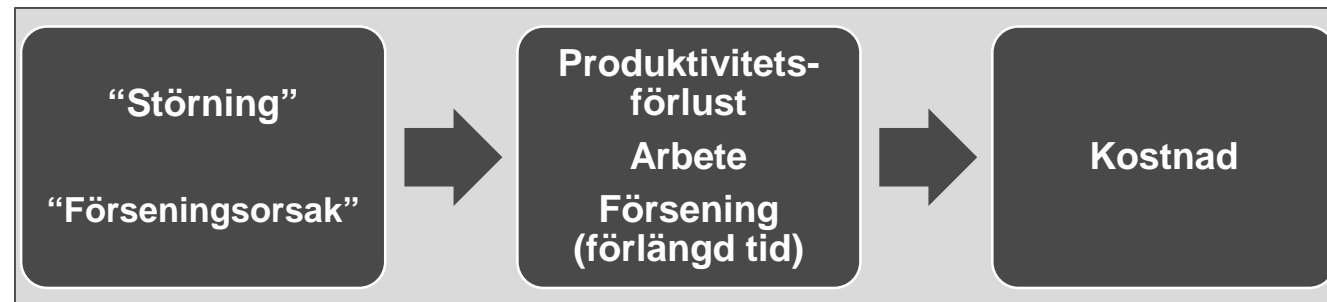 “Störning”
“Förseningsorsak”
Produktivitets-
förlust
Arbete
Försening
(förlängd tid)
Kostnad